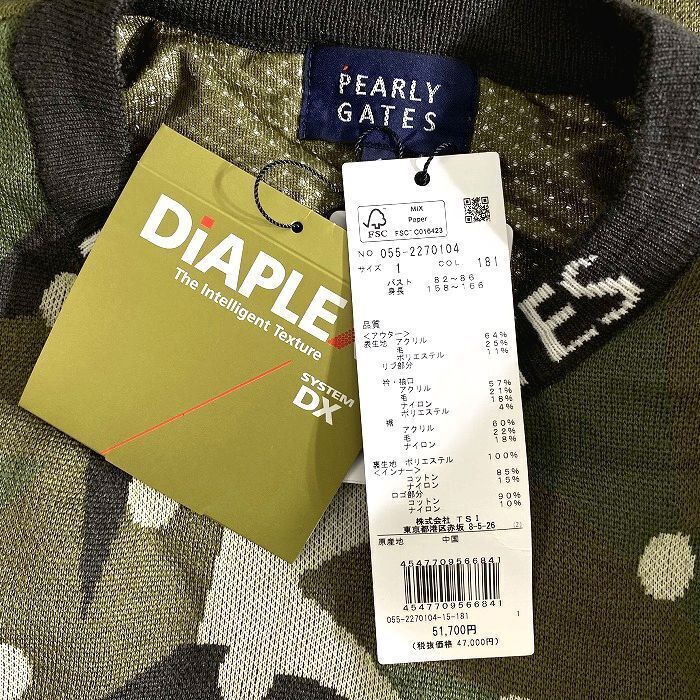 PEARLY
GATES
DiAPLE
The Intelligent Texture
SYSTEM
DX
FSC
MIX
Paper
FSC™ C016423
NO 055-2270104
サイズ 1 COL 181
バスト 82～86
身長 158～166
品質
<アウター>
表生地 アクリル 64%
毛 25%
ポリエステル 11%
リブ部分
衿・袖口
アクリル 57%
毛 21%
ナイロン 18%
ポリエステル 4%
裾
アクリル 60%
毛 22%
ナイロン 18%
裏生地 ポリエステル 100%
<インナー>
コットン 85%
ナイロン 15%
ロゴ部分
コットン 90%
ナイロン 10%
株式会社 TSI
東京都港区赤坂 8-5-26 (2)
原産地 中国
4547709566841
4547709566841
055-2270104-15-181 1
51,700円
(税抜価格 47,000円)
ES